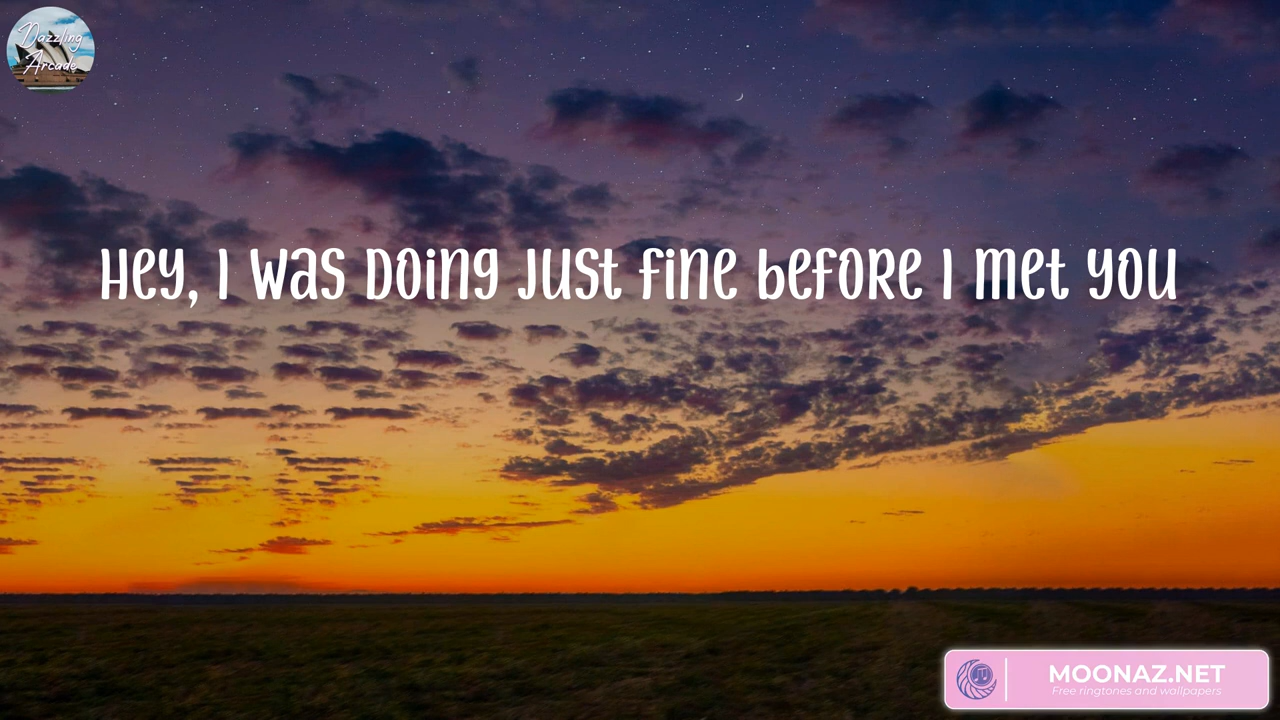 Dazzling
Arcade
Hey, I was doing just fine before I met you
MOONAZ.NET
Free ringtones and wallpapers